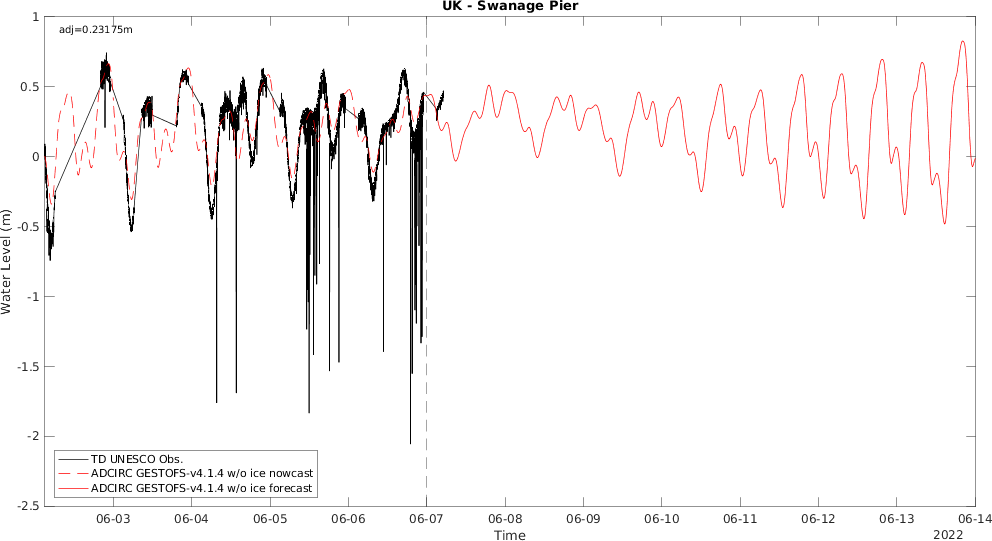 UK - Swanage Pier
adj=0.23175m
1
0.5
0
-0.5
-1
-1.5
-2
-2.5
Water Level (m)
TD UNESCO Obs.
ADCIRC GESTOFS-v4.1.4 w/o ice nowcast
ADCIRC GESTOFS-v4.1.4 w/o ice forecast
06-03 06-04 06-05 06-06 06-07 06-08 06-09 06-10 06-11 06-12 06-13 06-14
Time
2022